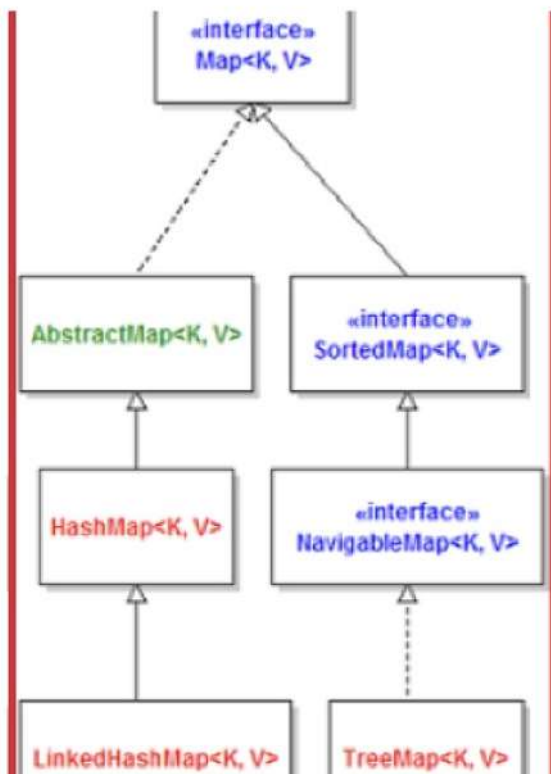 «interface»
Map<K, V>
AbstractMap<K, V>
«interface»
SortedMap<K, V>
HashMap<K, V>
«interface»
NavigableMap<K, V>
LinkedHashMap<K, V>
TreeMap<K, V>